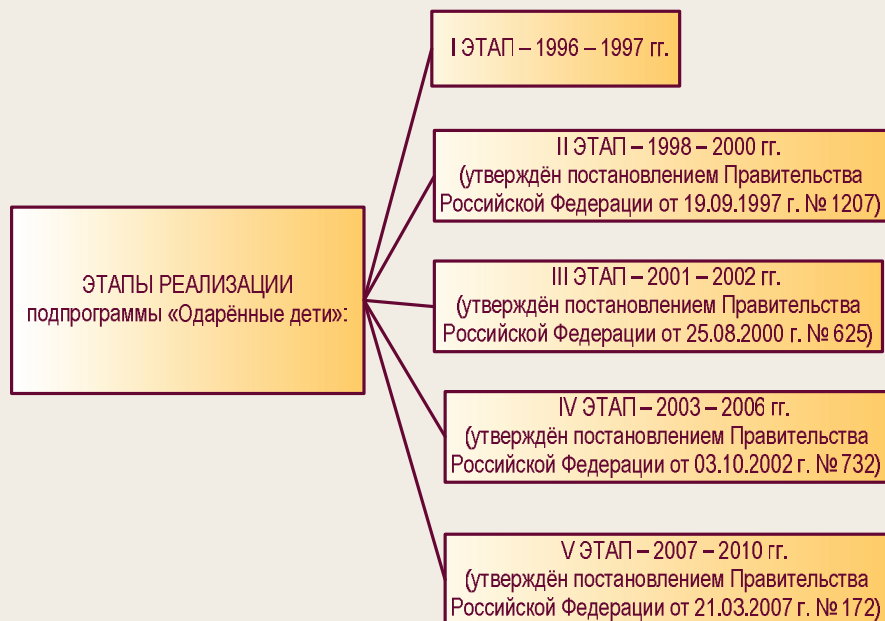 I ЭТАП – 1996 – 1997 гг.
II ЭТАП – 1998 – 2000 гг.
(утверждён постановлением Правительства
Российской Федерации от 19.09.1997 г. № 1207)
ЭТАПЫ РЕАЛИЗАЦИИ
подпрограммы «Одарённые дети»:
III ЭТАП – 2001 – 2002 гг.
(утверждён постановлением Правительства
Российской Федерации от 25.08.2000 г. № 625)
IV ЭТАП – 2003 – 2006 гг.
(утверждён постановлением Правительства
Российской Федерации от 03.10.2002 г. № 732)
V ЭТАП – 2007 – 2010 гг.
(утверждён постановлением Правительства
Российской Федерации от 21.03.2007 г. № 172)